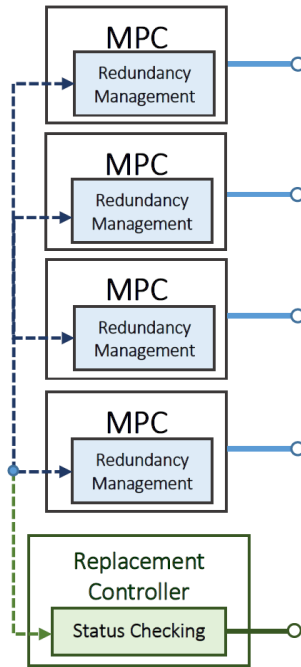 MPC
Redundancy
Management
MPC
Redundancy
Management
MPC
Redundancy
Management
MPC
Redundancy
Management
Replacement
Controller
Status Checking